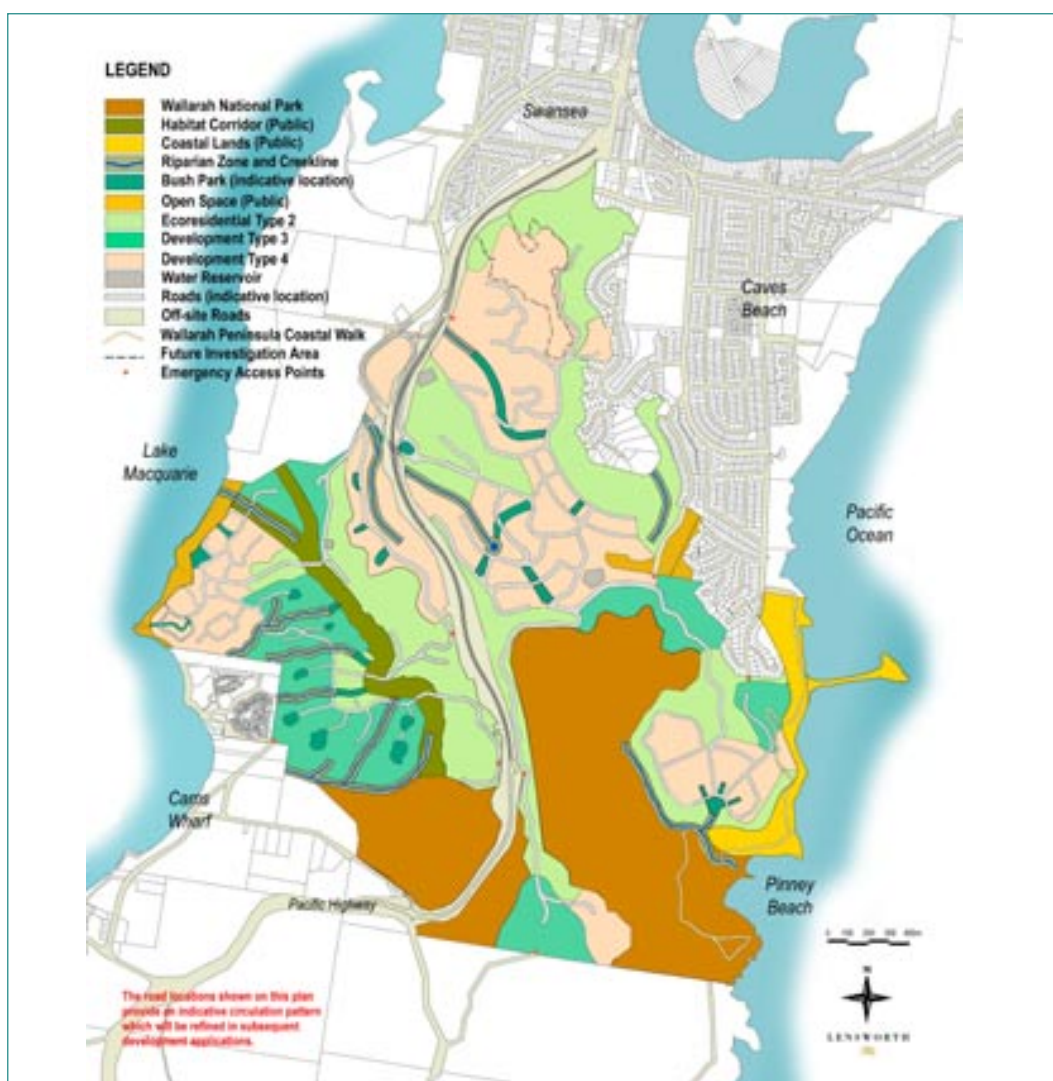 LEGEND
Wallarah National Park
Habitat Corridor (Public)
Coastal Lands (Public)
Riparian Zone and Creekline
Bush Park (indicative location)
Open Space (Public)
Ecoresidential Type 2
Development Type 3
Development Type 4
Water Reservoir
Roads (indicative location)
Off-site Roads
Wallarah Peninsula Coastal Walk
Future Investigation Area
Emergency Access Points
Swansea
Caves
Beach
Lake
Macquarie
Pacific
Ocean
Cams
Wharf
Pacific Highway
Pinney
Beach
N
LENSWORTH
The road locations shown on this plan
provide an indicative circulation pattern
which will be refined in subsequent
development applications.